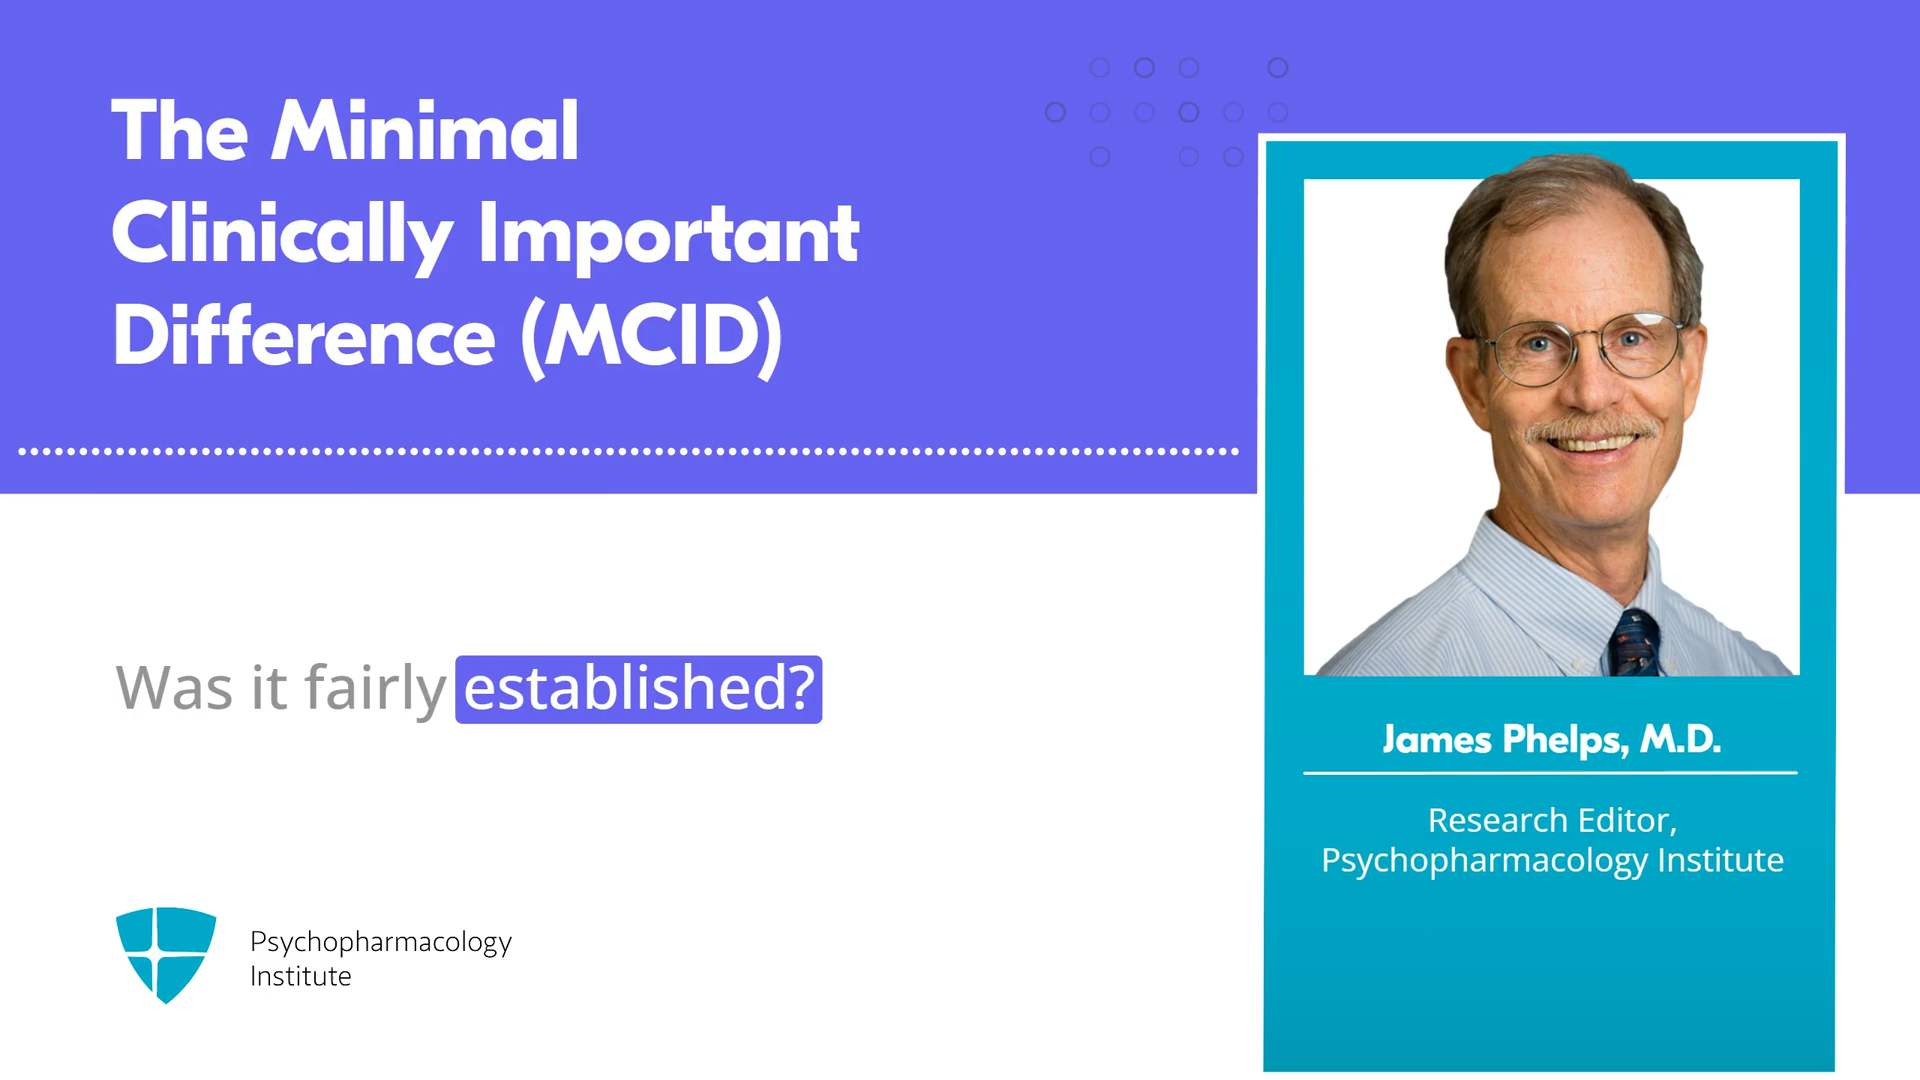 The Minimal
Clinically Important
Difference (MCID)
Was it fairly established?
Psychopharmacology
Institute
James Phelps, M.D.
Research Editor,
Psychopharmacology Institute